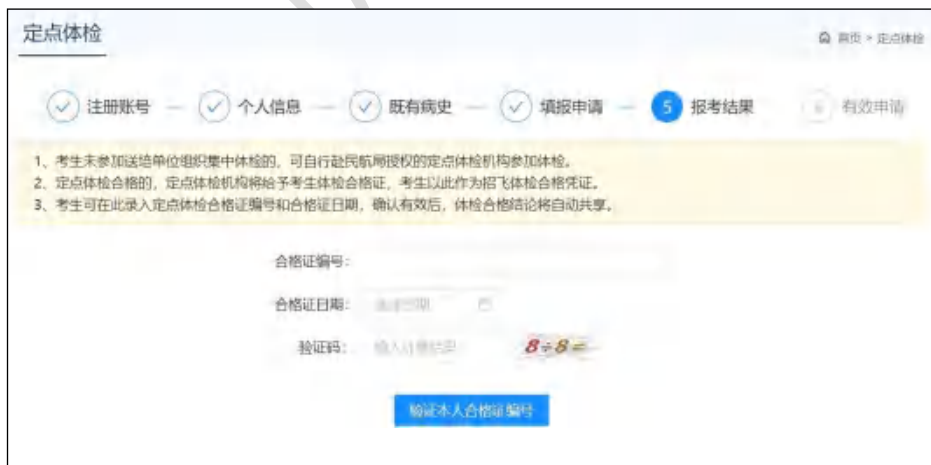 定点体检
首页 > 定点体检
注册账号 — 个人信息 — 既有病史 — 填报申请 — 5 报考结果 6 有效申请
1、考生未参加送培单位组织集中体检的，可自行赴民航局授权的定点体检机构参加体检。
2、定点体检合格的，定点体检机构将给予考生体检合格证，考生以此作为招飞体检合格凭证。
3、考生可在此录入定点体检合格证编号和合格证日期，确认有效后，体检合格结论将自动共享。
合格证编号：
合格证日期：
验证码： 输入计算结果 8÷8=
验证本人合格证编号